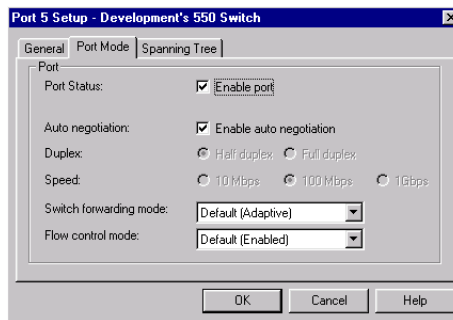 Port 5 Setup - Development's 550 Switch
General Port Mode Spanning Tree
Port
Port Status: Enable port
Auto negotiation: Enable auto negotiation
Duplex: Half duplex Full duplex
Speed: 10 Mbps 100 Mbps 1Gbps
Switch forwarding mode: Default (Adaptive)
Flow control mode: Default (Enabled)
OK Cancel Help